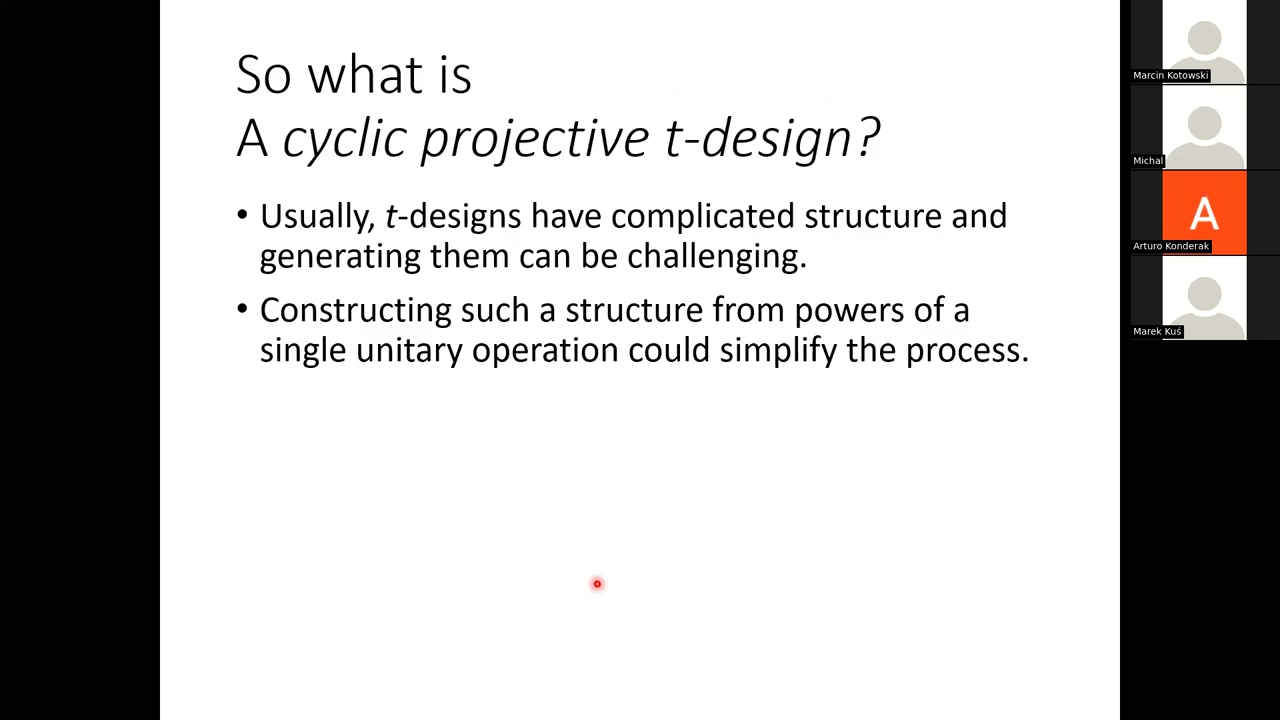 So what is
A cyclic projective t-design?
• Usually, t-designs have complicated structure and
generating them can be challenging.
• Constructing such a structure from powers of a
single unitary operation could simplify the process.
Marcin Kotowski
Michal
A
Arturo Konderak
Marek Kuś